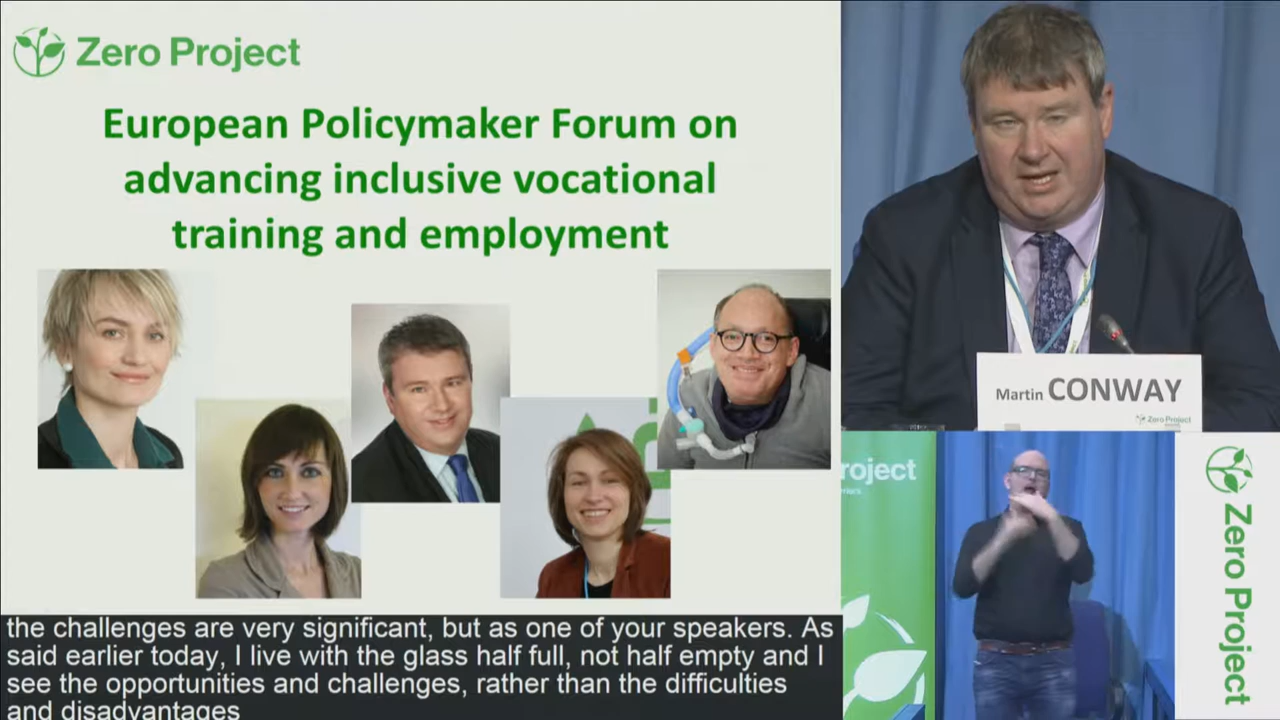 Zero Project
European Policymaker Forum on
advancing inclusive vocational
training and employment
the challenges are very significant, but as one of your speakers. As
said earlier today, I live with the glass half full, not half empty and I
see the opportunities and challenges, rather than the difficulties
and disadvantages
Martin CONWAY
Zero Project
roject
Zero Project